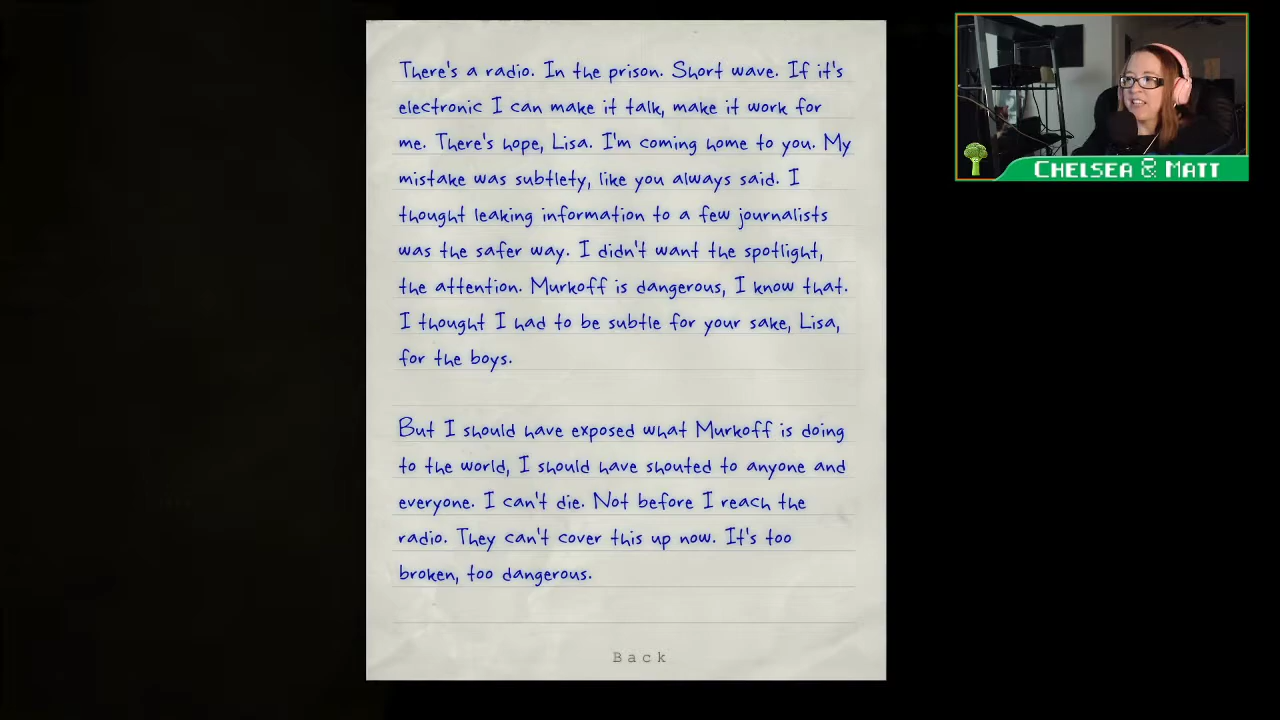 There's a radio. In the prison. Short wave. If it's
electronic I can make it talk, make it work for
me. There's hope, Lisa. I'm coming home to you. My
mistake was subtlety, like you always said. I
thought leaking information to a few journalists
was the safer way. I didn't want the spotlight,
the attention. Murkoff is dangerous, I know that.
I thought I had to be subtle for your sake, Lisa,
for the boys.
But I should have exposed what Murkoff is doing
to the world, I should have shouted to anyone and
everyone. I can't die. Not before I reach the
radio. They can't cover this up now. It's too
broken, too dangerous.
Back
CHELSEA & MATT